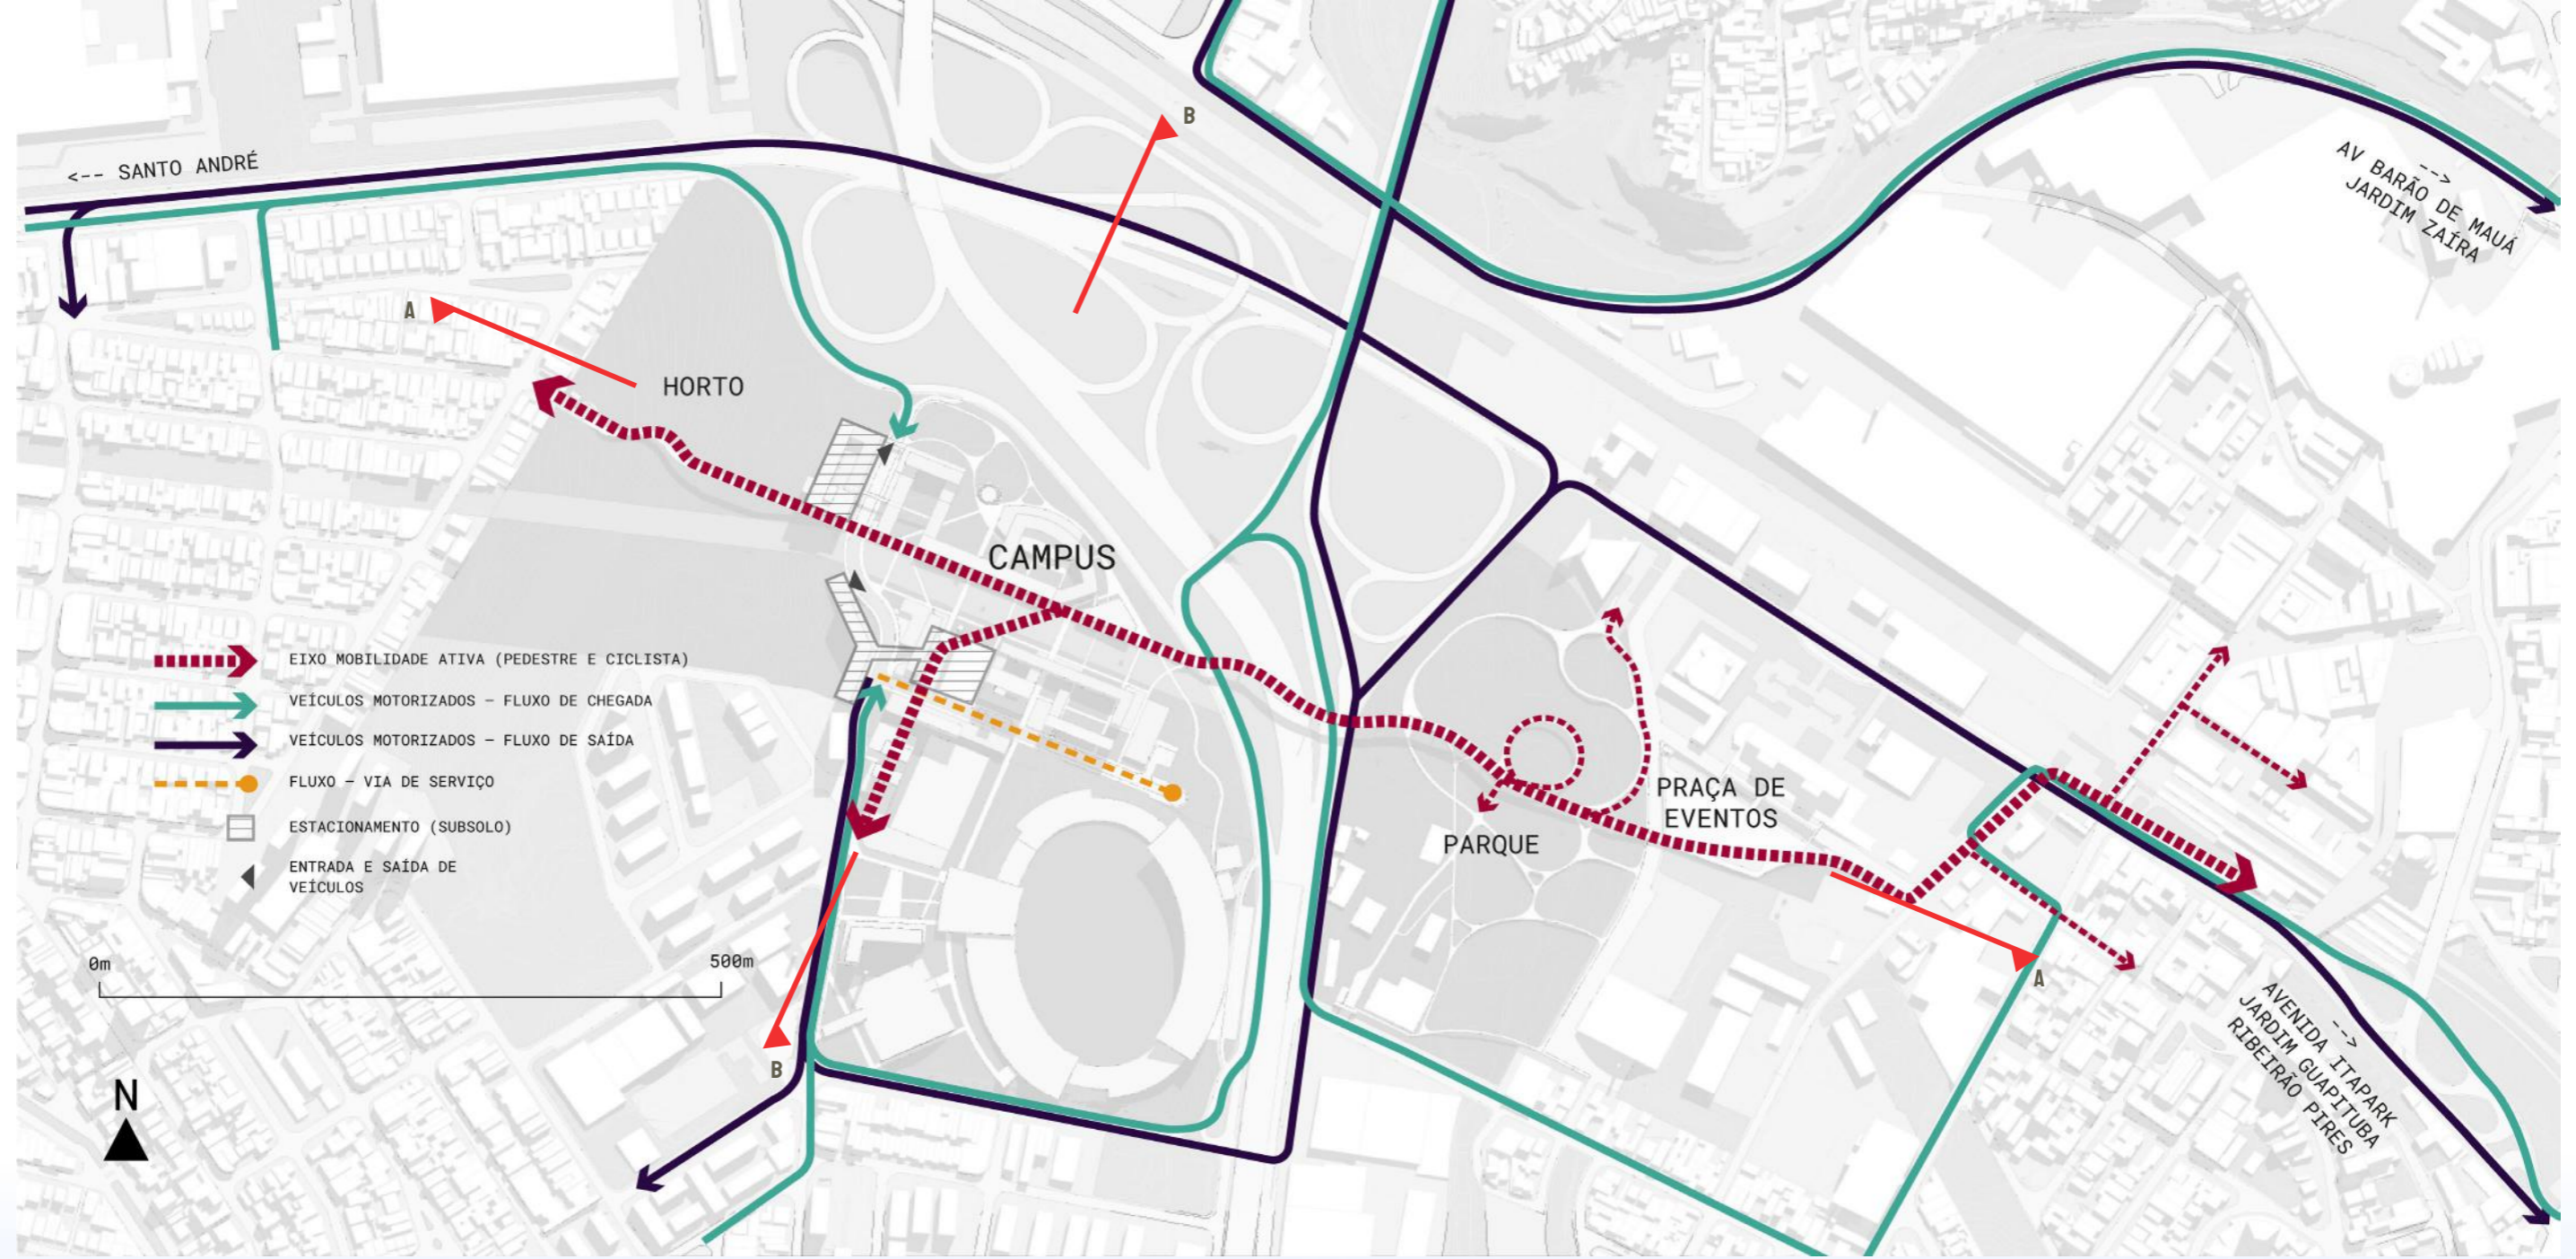 B
<-- SANTO ANDRÉ
-->
AV BARÃO DE MAUÁ
JARDIM ZAÍRA
A
HORTO
CAMPUS
EIXO MOBILIDADE ATIVA (PEDESTRE E CICLISTA)
VEÍCULOS MOTORIZADOS – FLUXO DE CHEGADA
VEÍCULOS MOTORIZADOS – FLUXO DE SAÍDA
FLUXO – VIA DE SERVIÇO
ESTACIONAMENTO (SUBSOLO)
ENTRADA E SAÍDA DE
VEÍCULOS
PRAÇA DE
EVENTOS
PARQUE
0m
500m
A
B
N
-->
AVENIDA ITAPARK
JARDIM GUAPITUBA
RIBEIRÃO PIRES